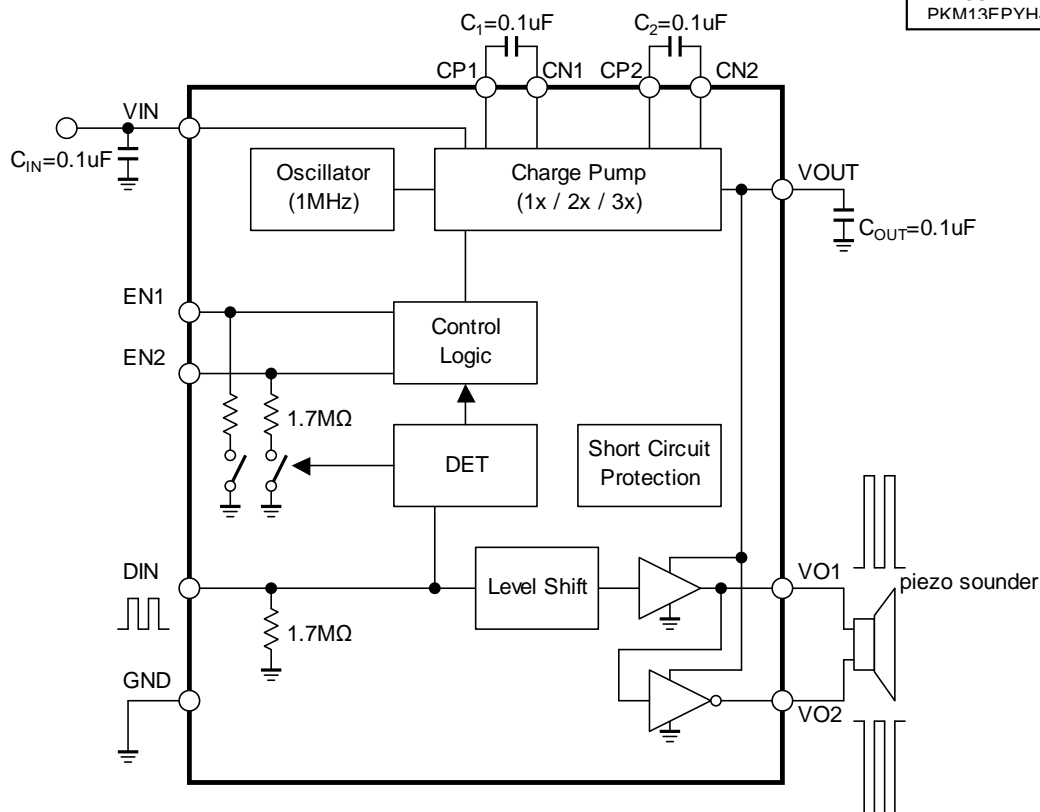 PKM13EPYH-
C1=0.1uF
C2=0.1uF
CP1
CN1
CP2
CN2
VIN
CIN=0.1uF
Oscillator
(1MHz)
Charge Pump
(1x / 2x / 3x)
VOUT
COUT=0.1uF
EN1
Control
Logic
EN2
1.7MΩ
DET
Short Circuit
Protection
DIN
Level Shift
VO1
piezo sounder
1.7MΩ
GND
VO2